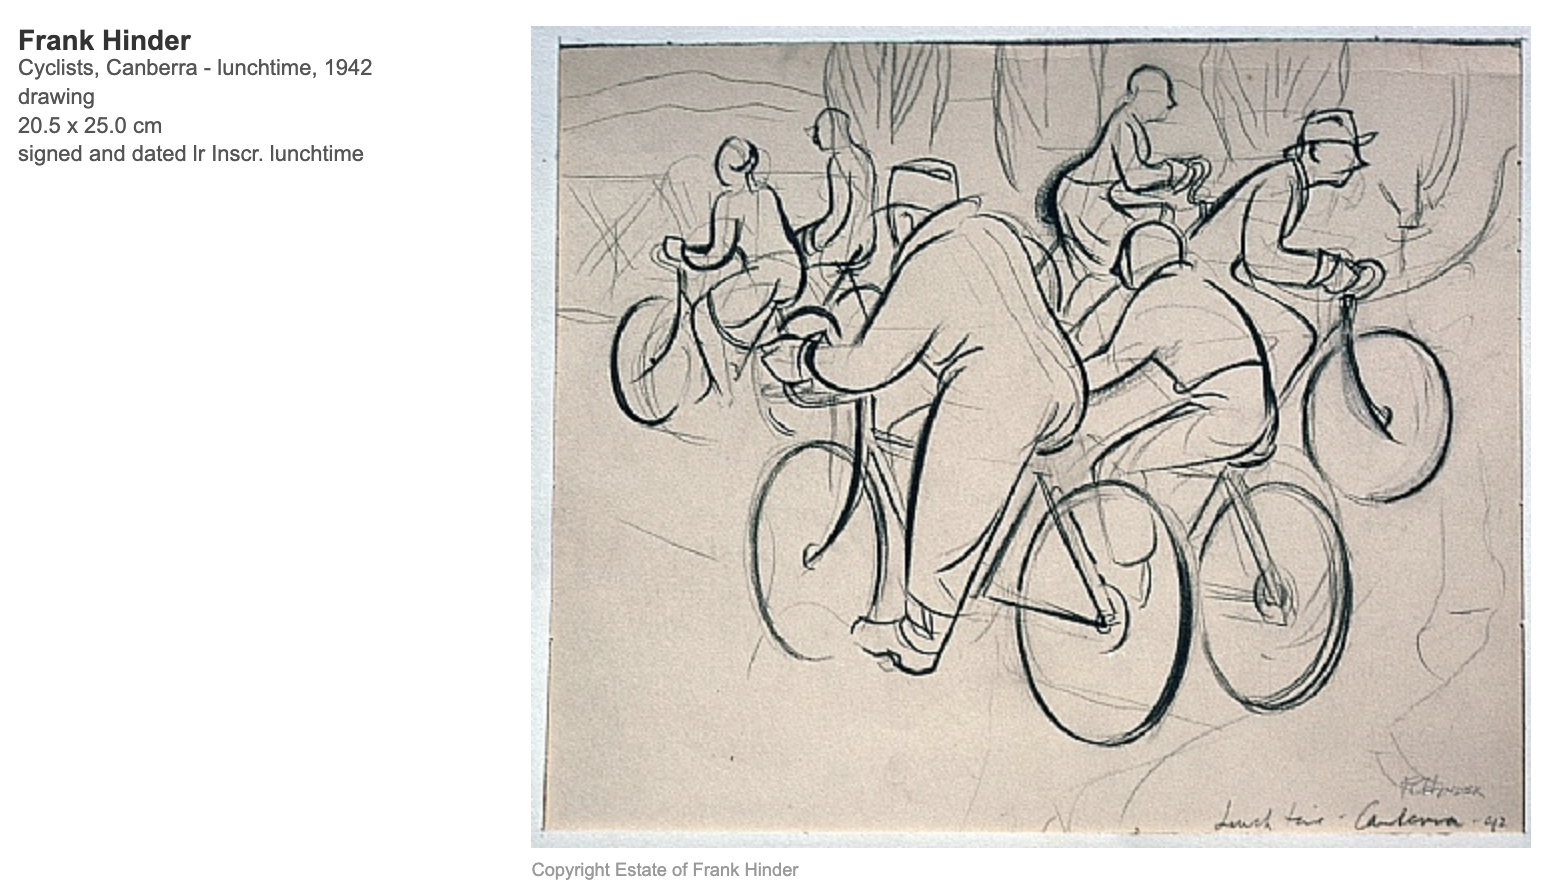 Frank Hinder
Cyclists, Canberra - lunchtime, 1942
drawing
20.5 x 25.0 cm
signed and dated lr Inscr. lunchtime
F. HINDER
Lunch time - Canberra - 42
Copyright Estate of Frank Hinder